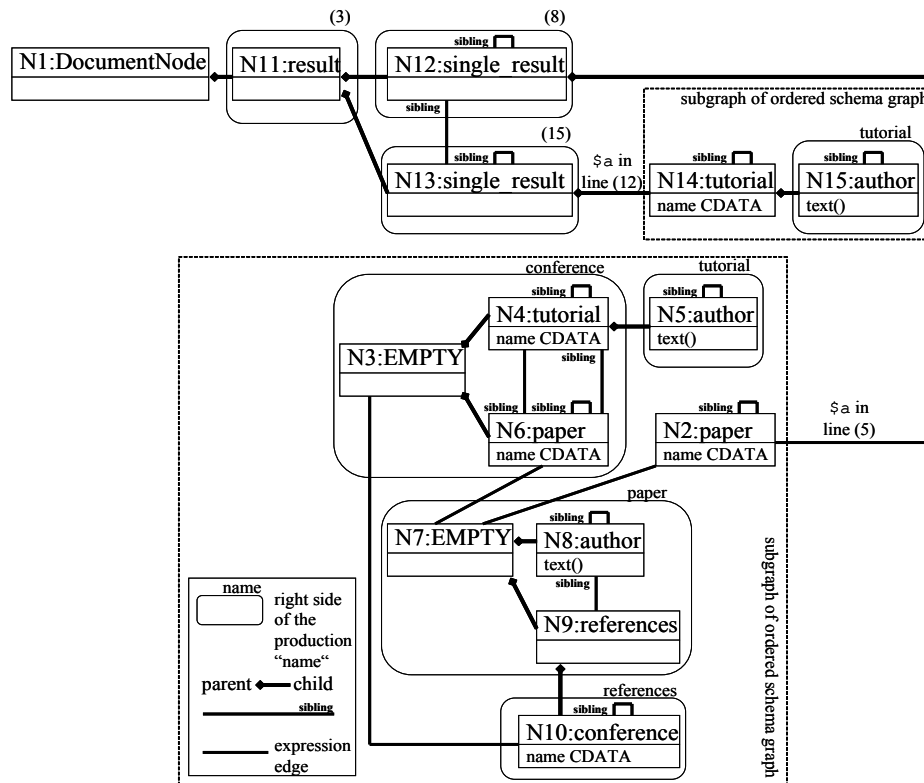 (3)
(8)
N1:DocumentNode
N11:result
sibling
N12:single_result
sibling
(15)
sibling
N13:single_result
$a in
line (12)
subgraph of ordered schema graph
tutorial
sibling
N14:tutorial
name CDATA
sibling
N15:author
text()
conference
tutorial
sibling
N4:tutorial
name CDATA
sibling
sibling
N5:author
text()
N3:EMPTY
sibling sibling
N6:paper
name CDATA
sibling
N2:paper
name CDATA
$a in
line (5)
paper
N7:EMPTY
sibling
N8:author
text()
sibling
N9:references
references
sibling
N10:conference
name CDATA
subgraph of ordered schema graph
name
right side
of the
production
“name“
parent child
sibling
expression
edge